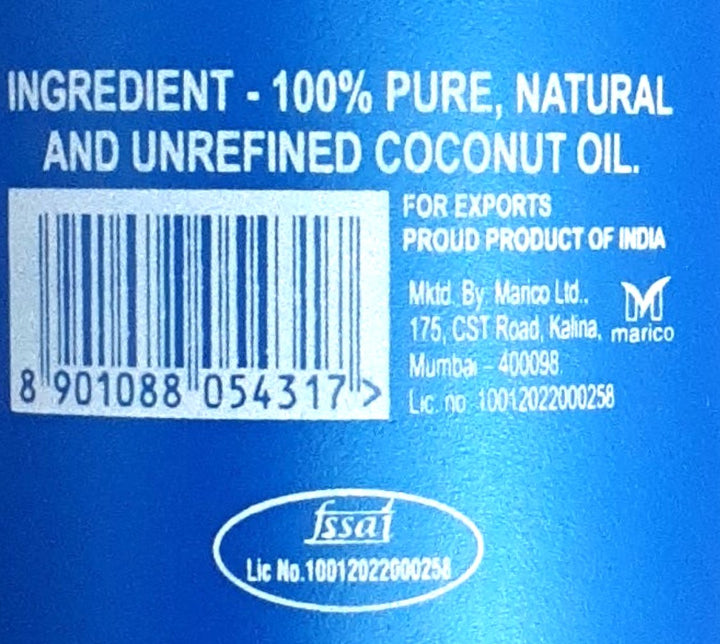 INGREDIENT - 100% PURE, NATURAL
AND UNREFINED COCONUT OIL.
FOR EXPORTS
PROUD PRODUCT OF INDIA
Mktd. By: Marico Ltd.,
175, CST Road, Kalina,
marico
Mumbai - 400098.
Lic. no. 10012022000258
8 901088 054317 >
fssai
Lic No.10012022000258